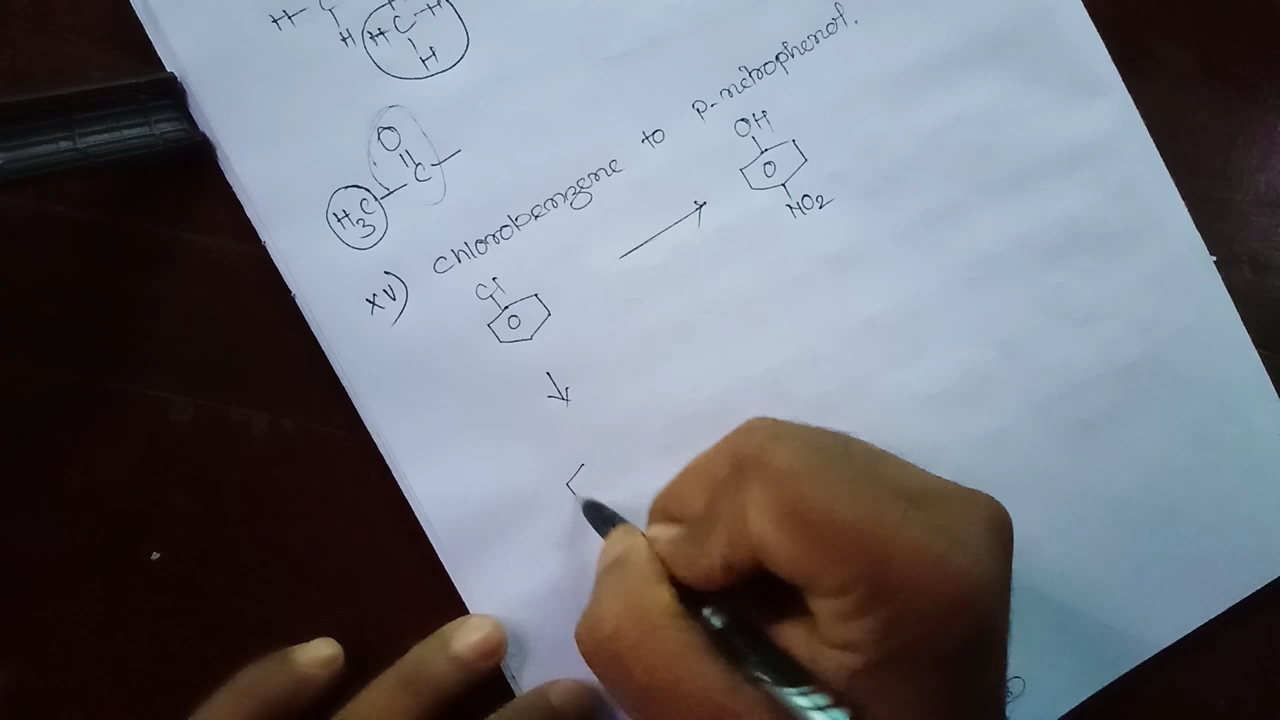 H C
H H C H
H
O
H3C C
xv) chlorobenzene to p-nitrophenol.
Cl OH
O O
NO2